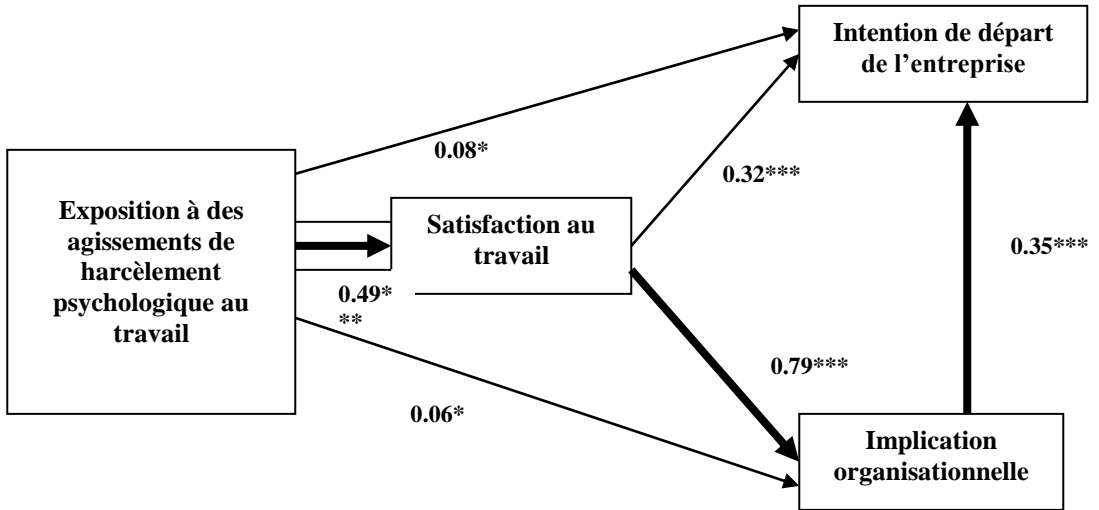 Intention de départ
de l’entreprise
0.08*
0.32***
Exposition à des
agissements de
harcèlement
psychologique au
travail
Satisfaction au
travail
0.35***
0.49*
**
0.79***
0.06*
Implication
organisationnelle